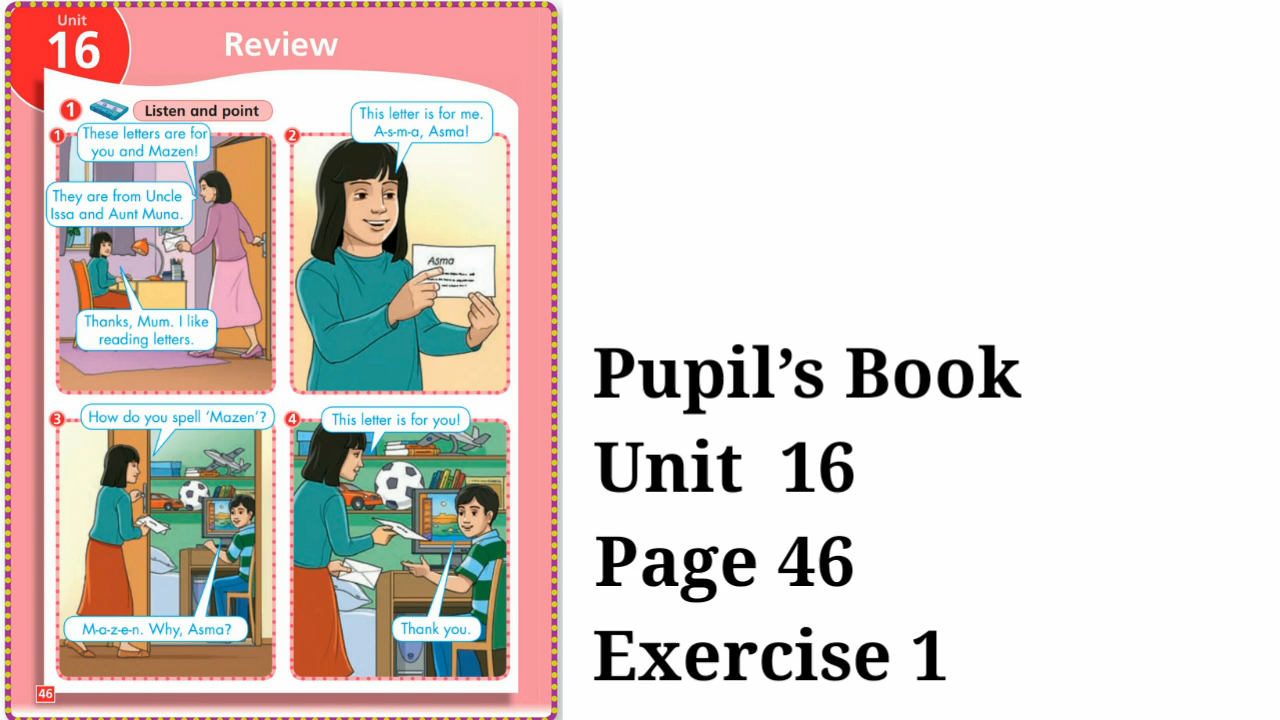 Unit
16
Review
1
Listen and point
1
These letters are for
you and Mazen!
They are from Uncle
Issa and Aunt Muna.
Thanks, Mum. I like
reading letters.
2
This letter is for me.
A-s-m-a, Asma!
Asma
3
How do you spell ‘Mazen’?
M-a-z-e-n. Why, Asma?
4
This letter is for you!
Thank you.
46
Pupil’s Book
Unit 16
Page 46
Exercise 1